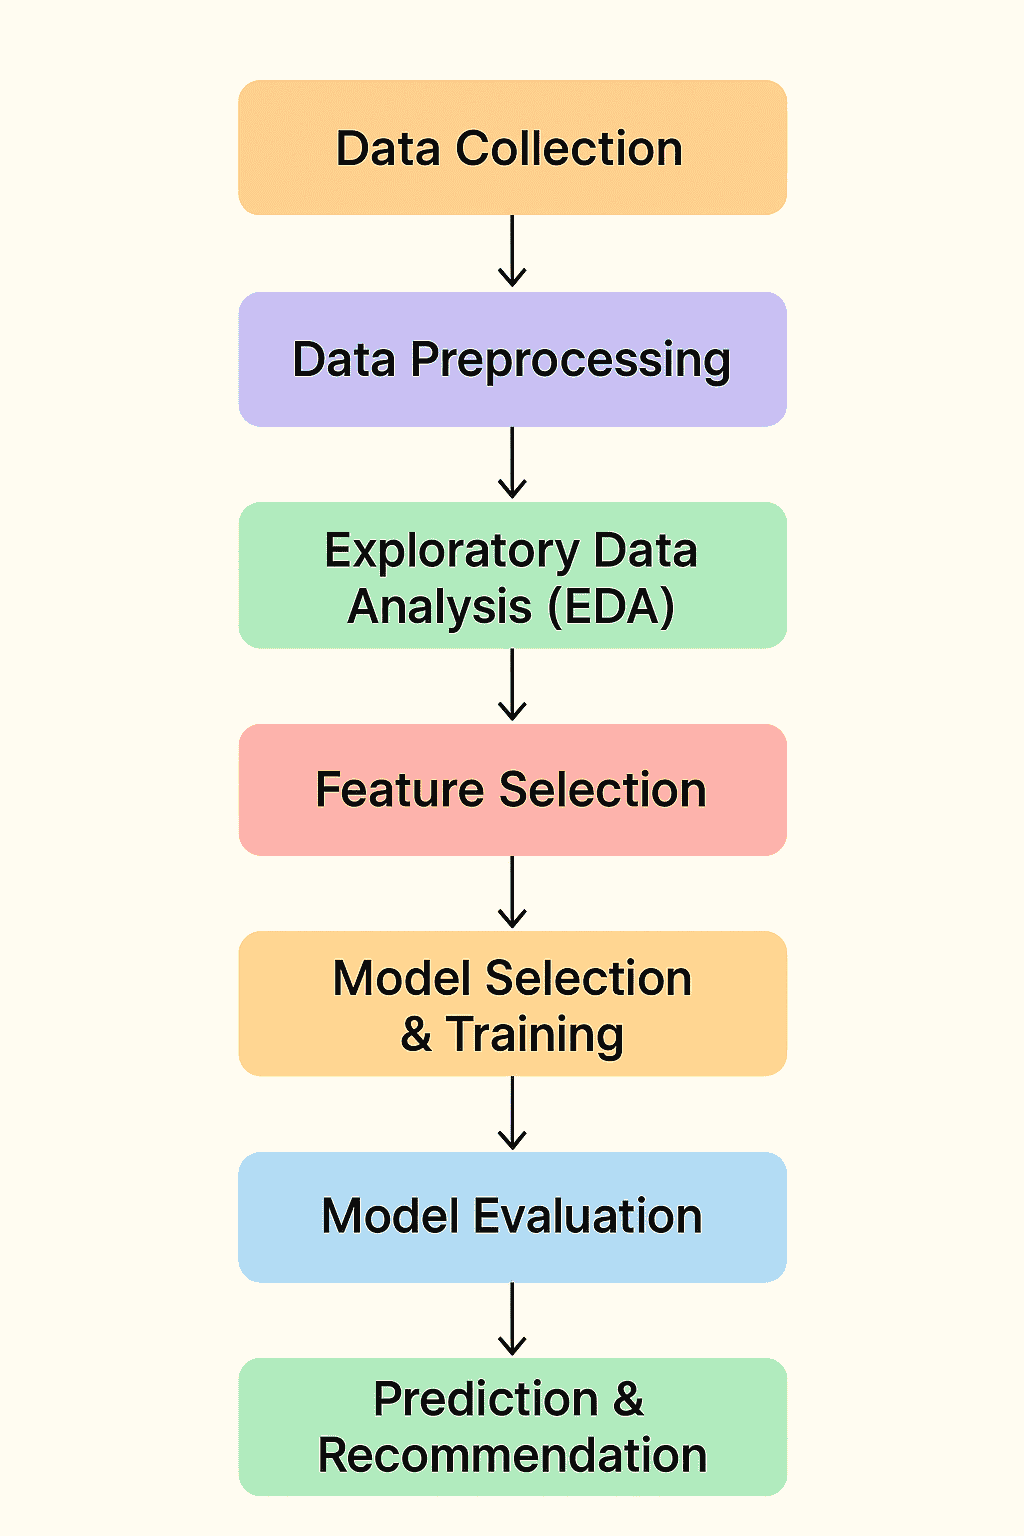 Data Collection
Data Preprocessing
Exploratory Data
Analysis (EDA)
Feature Selection
Model Selection
& Training
Model Evaluation
Prediction &
Recommendation